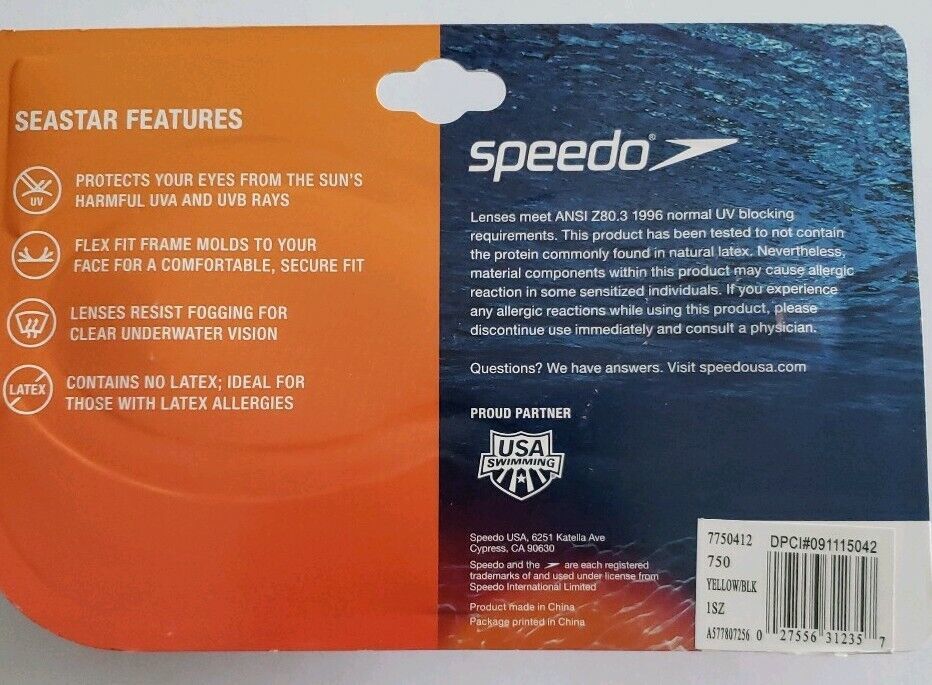 SEASTAR FEATURES
UV
PROTECTS YOUR EYES FROM THE SUN'S
HARMFUL UVA AND UVB RAYS
FLEX FIT FRAME MOLDS TO YOUR
FACE FOR A COMFORTABLE, SECURE FIT
LENSES RESIST FOGGING FOR
CLEAR UNDERWATER VISION
LATEX
CONTAINS NO LATEX; IDEAL FOR
THOSE WITH LATEX ALLERGIES
speedo®
Lenses meet ANSI Z80.3 1996 normal UV blocking
requirements. This product has been tested to not contain
the protein commonly found in natural latex. Nevertheless,
material components within this product may cause allergic
reaction in some sensitized individuals. If you experience
any allergic reactions while using this product, please
discontinue use immediately and consult a physician.
Questions? We have answers. Visit speedousa.com
PROUD PARTNER
USA
SWIMMING
Speedo USA, 6251 Katella Ave
Cypress, CA 90630
Speedo and the are each registered
trademarks of and used under license from
Speedo International Limited
Product made in China
Package printed in China
7750412 DPCI#091115042
750
YELLOW/BLK
1SZ
A577807256 0 27556 31235 7